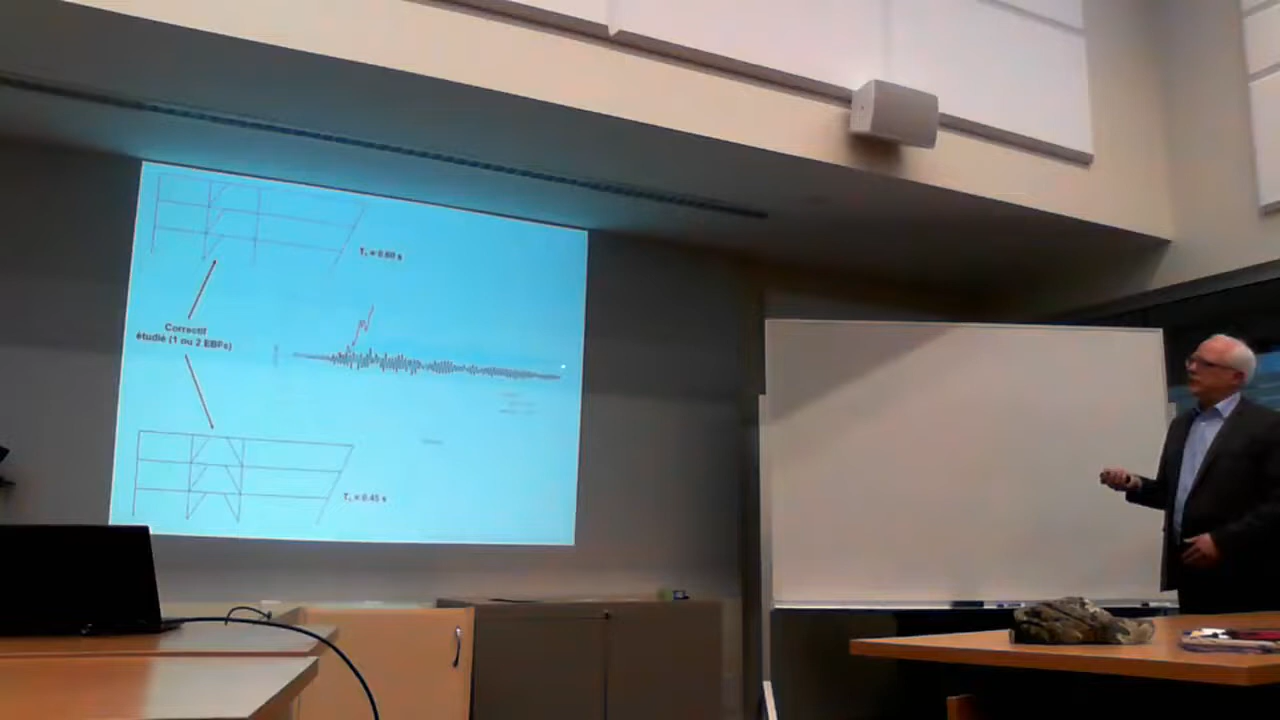 T₁ = 0.60 s
Correctif
étudié (1 ou 2 EBFs)
T₁ = 0.45 s